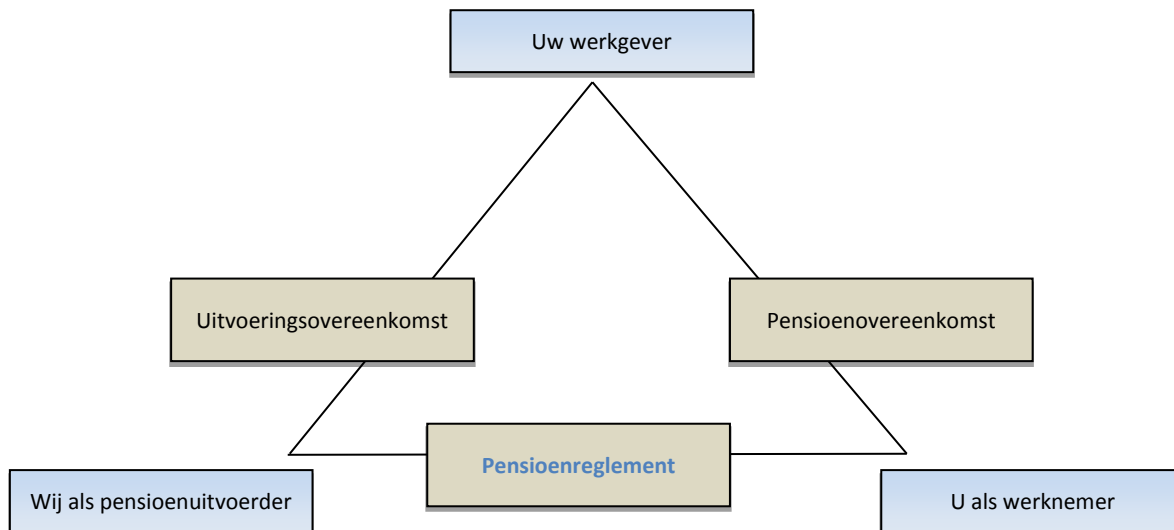 Uw werkgever
Uitvoeringsovereenkomst
Pensioenovereenkomst
Pensioenreglement
Wij als pensioenuitvoerder
U als werknemer